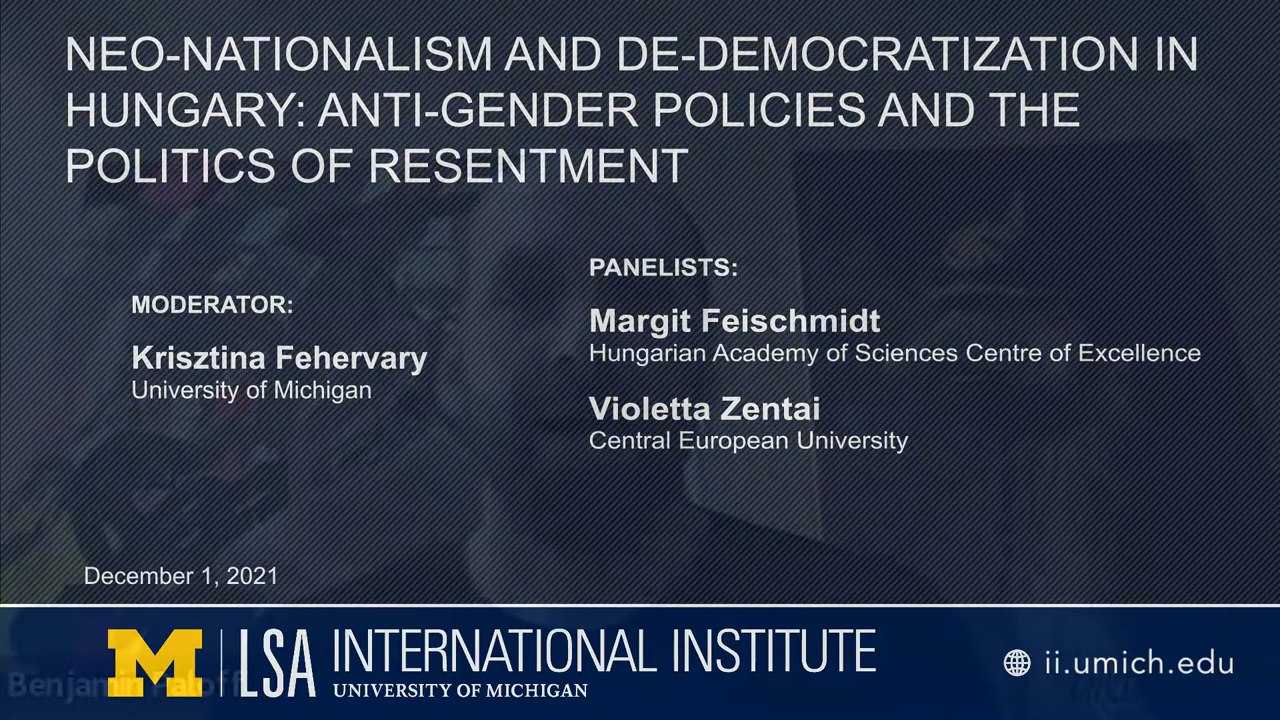 NEO-NATIONALISM AND DE-DEMOCRATIZATION IN
HUNGARY: ANTI-GENDER POLICIES AND THE
POLITICS OF RESENTMENT
MODERATOR:
Krisztina Fehervary
University of Michigan
PANELISTS:
Margit Feischmidt
Hungarian Academy of Sciences Centre of Excellence
Violetta Zentai
Central European University
December 1, 2021
M LSA INTERNATIONAL INSTITUTE
UNIVERSITY OF MICHIGAN
ii.umich.edu
Benjamin Paloff